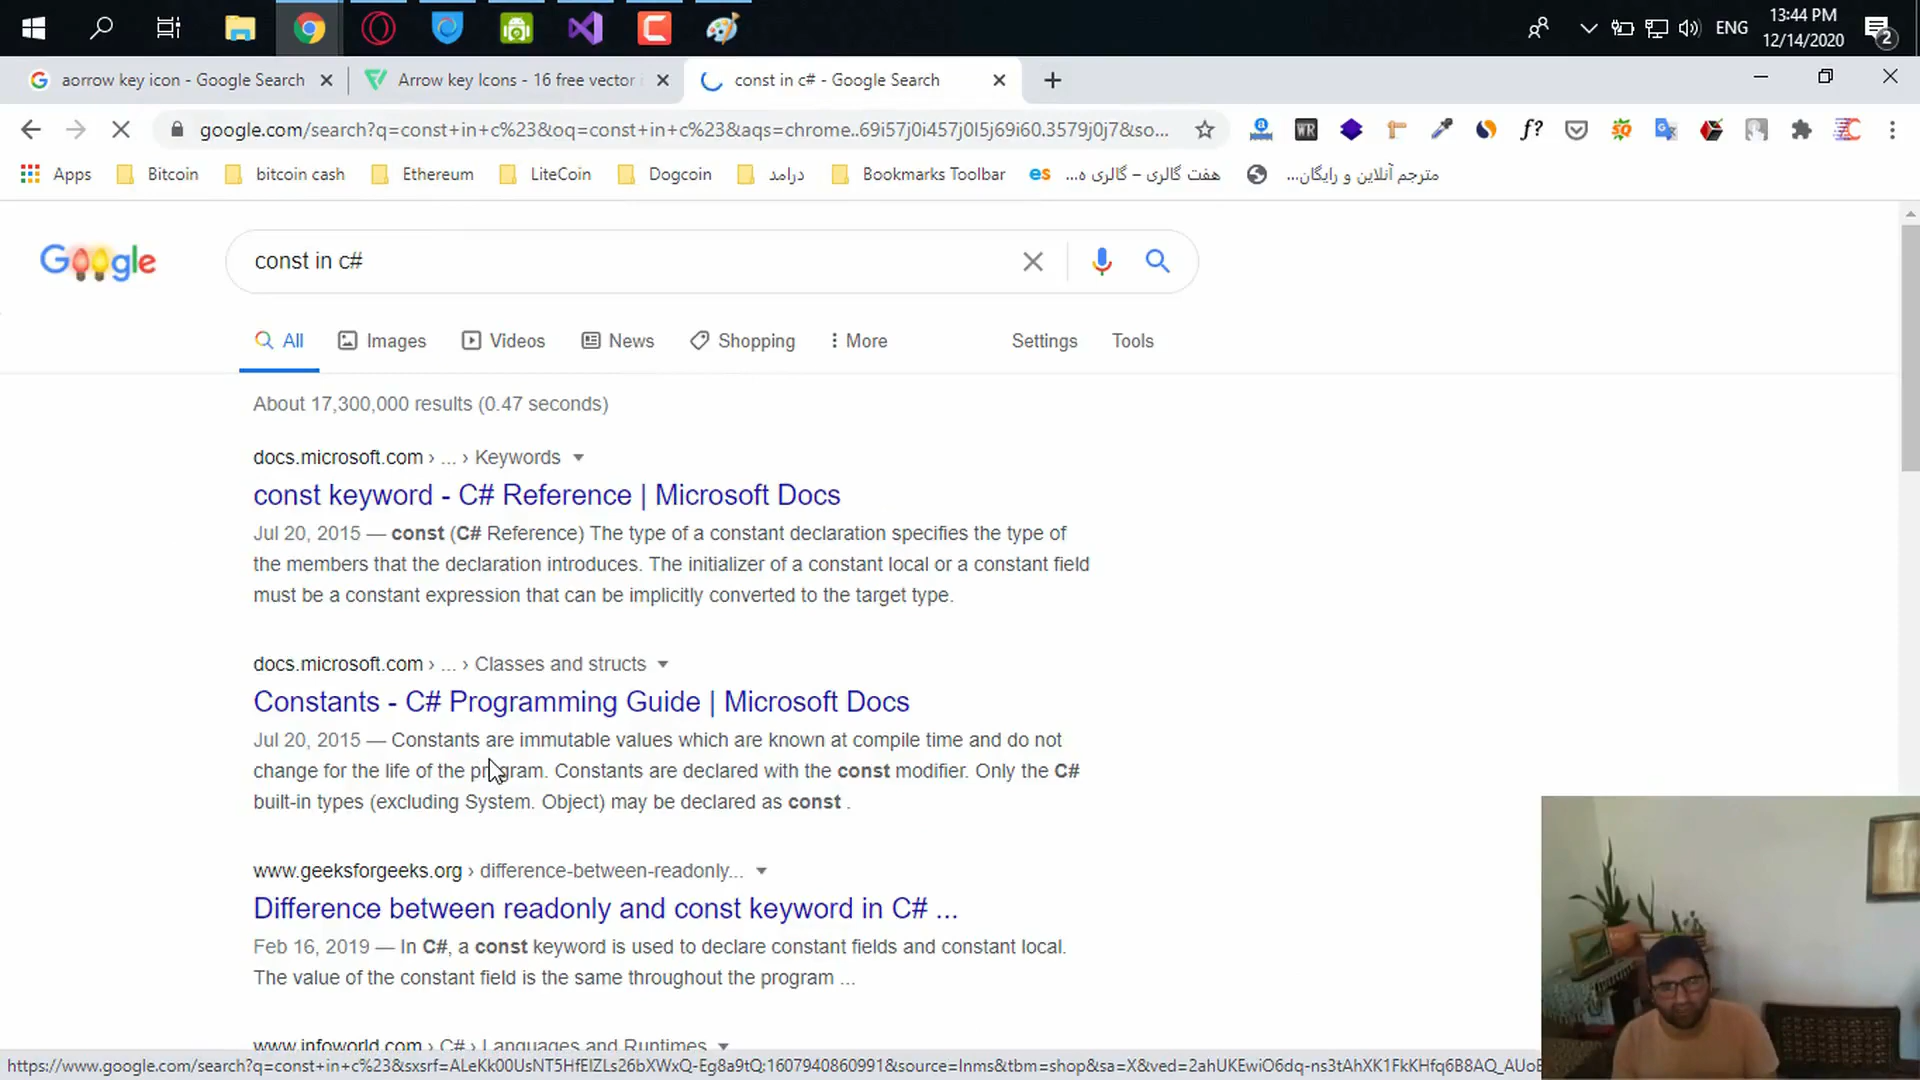 ENG
13:44 PM
12/14/2020
2
aorrow key icon - Google Search
Arrow key Icons - 16 free vector i
const in c# - Google Search
google.com/search?q=const+in+c%23&oq=const+in+c%23&aqs=chrome..69i57j0i457j0l5j69i60.3579j0j7&so...
WR
f?
Apps
Bitcoin
bitcoin cash
Ethereum
LiteCoin
Dogcoin
درامد
Bookmarks Toolbar
es
هفت گالری – گالری ه...
مترجم آنلاین و رایگان...
Google
const in c#
All
Images
Videos
News
Shopping
More
Settings
Tools
About 17,300,000 results (0.47 seconds)
docs.microsoft.com › ... › Keywords
const keyword - C# Reference | Microsoft Docs
Jul 20, 2015 — const (C# Reference) The type of a constant declaration specifies the type of
the members that the declaration introduces. The initializer of a constant local or a constant field
must be a constant expression that can be implicitly converted to the target type.
docs.microsoft.com › ... › Classes and structs
Constants - C# Programming Guide | Microsoft Docs
Jul 20, 2015 — Constants are immutable values which are known at compile time and do not
change for the life of the program. Constants are declared with the const modifier. Only the C#
built-in types (excluding System. Object) may be declared as const .
www.geeksforgeeks.org › difference-between-readonly...
Difference between readonly and const keyword in C# ...
Feb 16, 2019 — In C#, a const keyword is used to declare constant fields and constant local.
The value of the constant field is the same throughout the program ...
www.infoworld.com › C# › Languages and Runtimes
https://www.google.com/search?q=const+in+c%23&sxsrf=ALeKk00UsNT5HfEIZLs26bXWxQ-Eg8a9tQ:1607940860991&source=lnms&tbm=shop&sa=X&ved=2ahUKEwiO6dq-ns3tAhXK1FkKHfq6B8AQ_AUoE